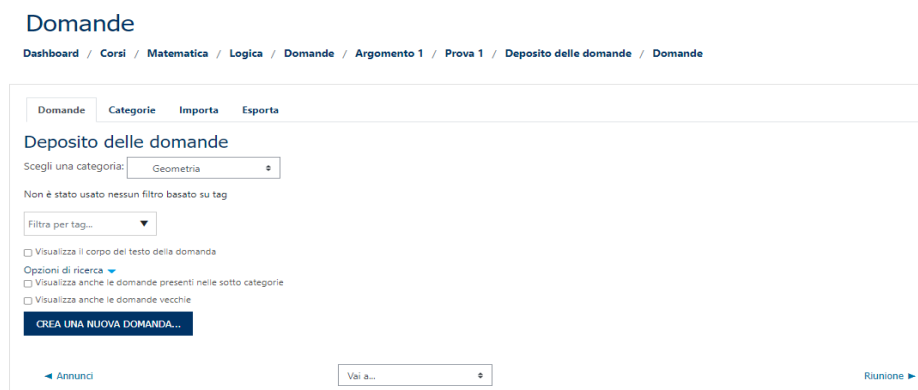 Domande
Dashboard / Corsi / Matematica / Logica / Domande / Argomento 1 / Prova 1 / Deposito delle domande / Domande
Domande Categorie Importa Esporta
Deposito delle domande
Scegli una categoria: Geometria
Non è stato usato nessun filtro basato su tag
Filtra per tag...
Visualizza il corpo del testo della domanda
Opzioni di ricerca
Visualizza anche le domande presenti nelle sotto categorie
Visualizza anche le domande vecchie
CREA UNA NUOVA DOMANDA...
◄ Annunci Vai a... Riunione ►